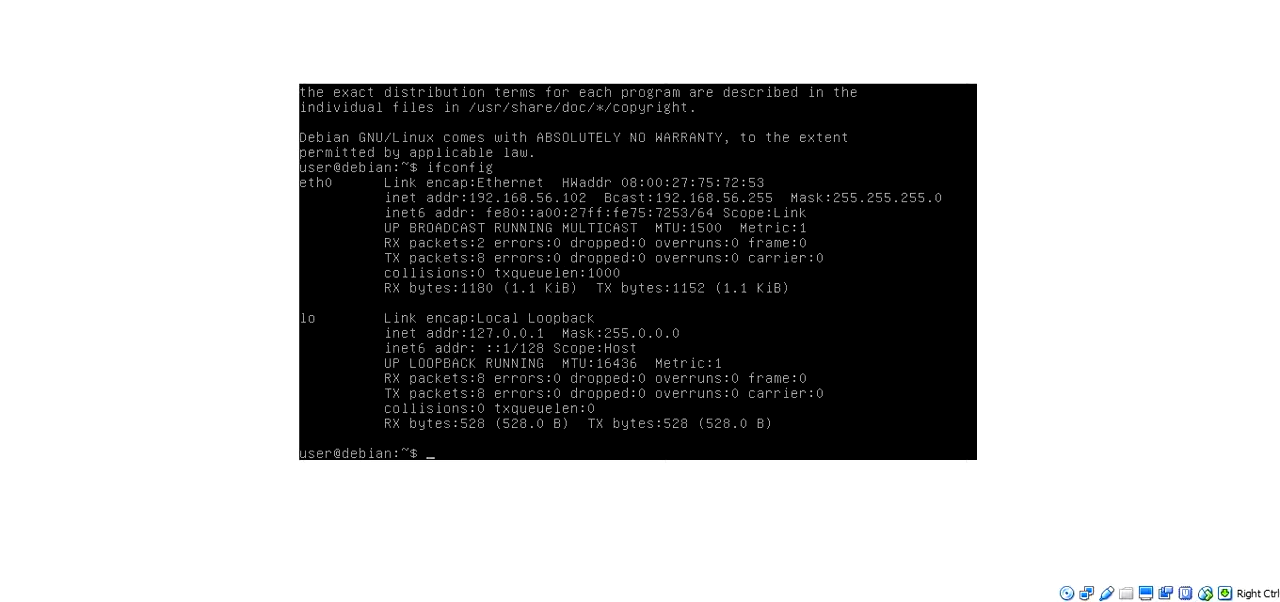 the exact distribution terms for each program are described in the
individual files in /usr/share/doc/*/copyright.
Debian GNU/Linux comes with ABSOLUTELY NO WARRANTY, to the extent
permitted by applicable law.
user@debian:~$ ifconfig
eth0 Link encap:Ethernet HWaddr 08:00:27:75:72:53
inet addr:192.168.56.102 Bcast:192.168.56.255 Mask:255.255.255.0
inet6 addr: fe80::a00:27ff:fe75:7253/64 Scope:Link
UP BROADCAST RUNNING MULTICAST MTU:1500 Metric:1
RX packets:2 errors:0 dropped:0 overruns:0 frame:0
TX packets:8 errors:0 dropped:0 overruns:0 carrier:0
collisions:0 txqueuelen:1000
RX bytes:1180 (1.1 KiB) TX bytes:1152 (1.1 KiB)
lo Link encap:Local Loopback
inet addr:127.0.0.1 Mask:255.0.0.0
inet6 addr: ::1/128 Scope:Host
UP LOOPBACK RUNNING MTU:16436 Metric:1
RX packets:8 errors:0 dropped:0 overruns:0 frame:0
TX packets:8 errors:0 dropped:0 overruns:0 carrier:0
collisions:0 txqueuelen:0
RX bytes:528 (528.0 B) TX bytes:528 (528.0 B)
user@debian:~$ _
Right Ctrl